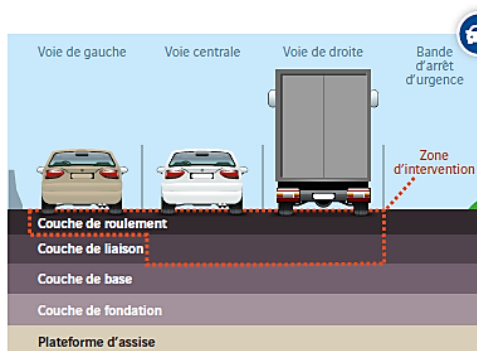 Voie de gauche
Voie centrale
Voie de droite
Bande
d'arrêt
d'urgence
Zone
d'intervention
Couche de roulement
Couche de liaison
Couche de base
Couche de fondation
Plateforme d'assise